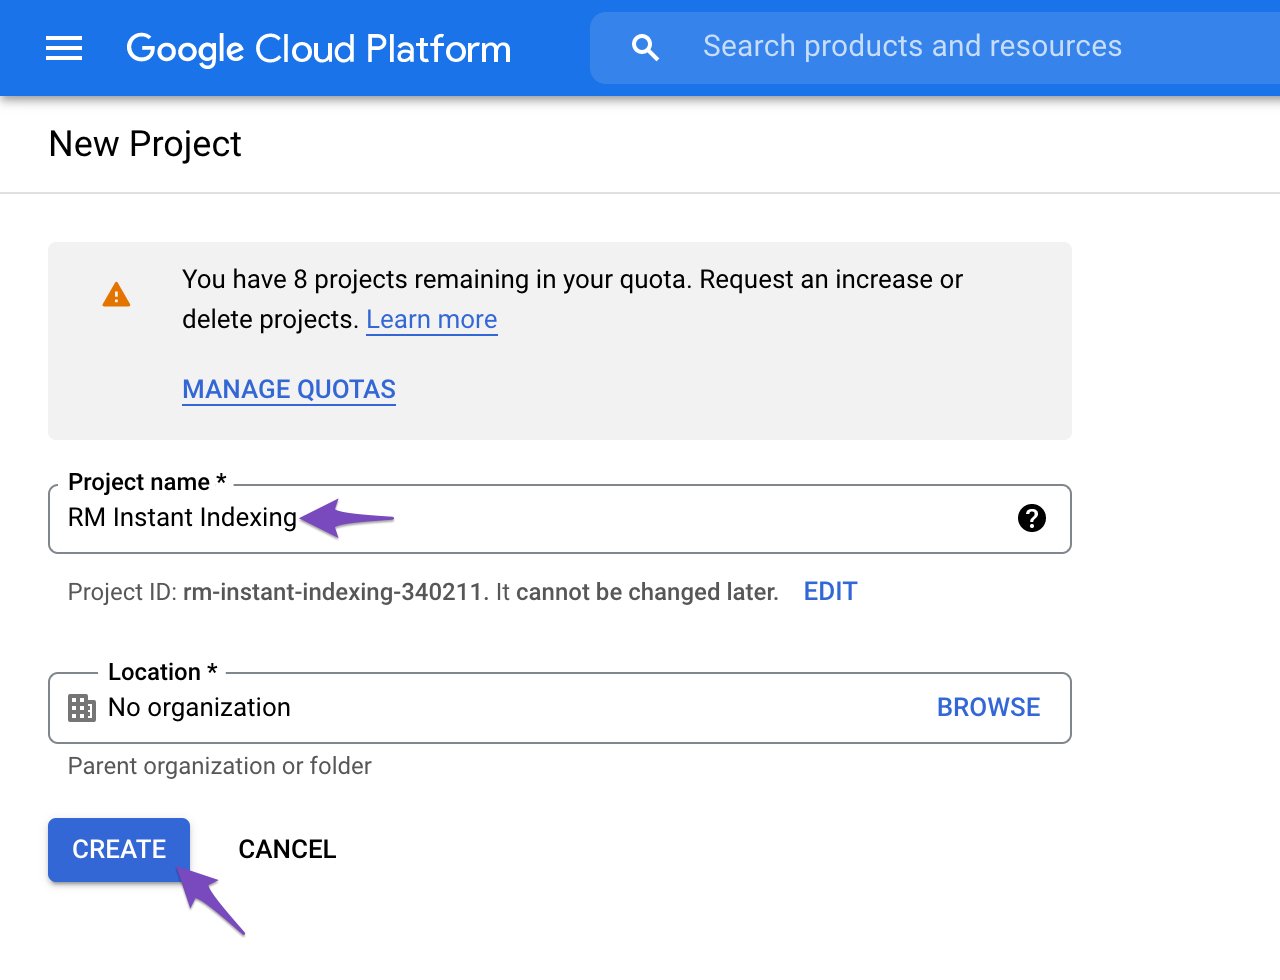 Google Cloud Platform
Search products and resources
New Project
You have 8 projects remaining in your quota. Request an increase or
delete projects. Learn more
MANAGE QUOTAS
Project name *
RM Instant Indexing
Project ID: rm-instant-indexing-340211. It cannot be changed later. EDIT
Location *
No organization BROWSE
Parent organization or folder
CREATE CANCEL